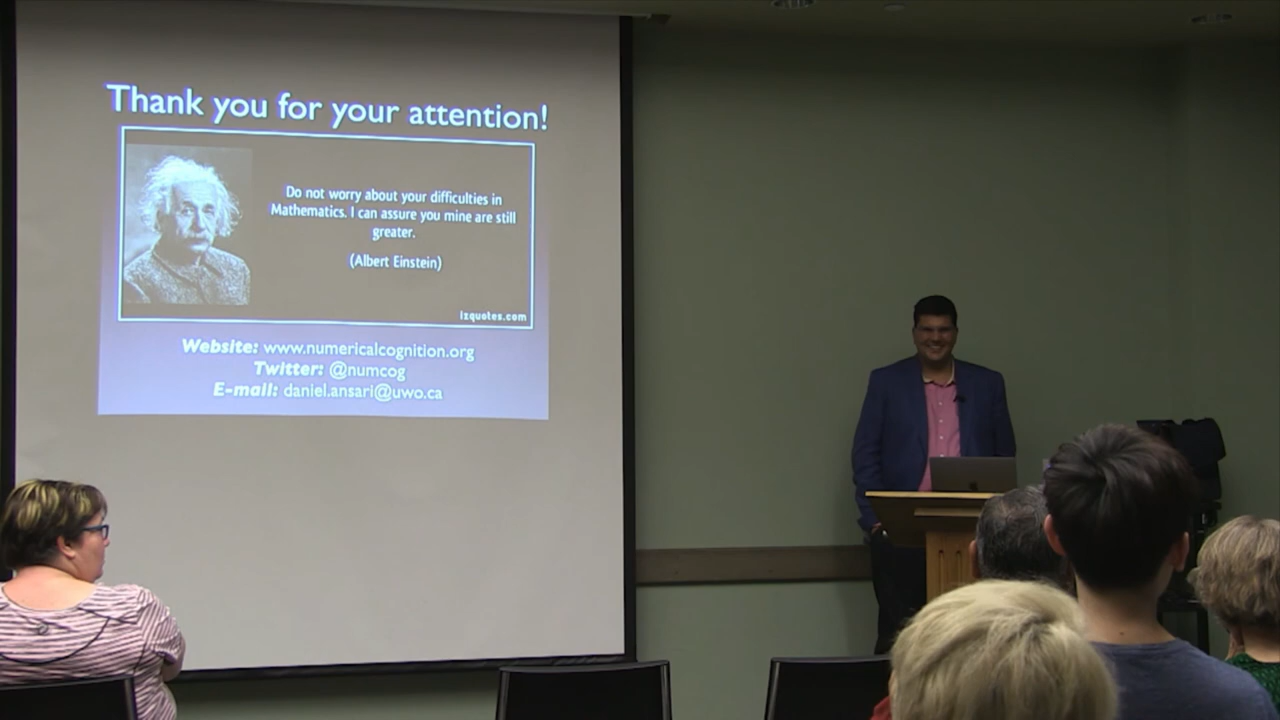 Thank you for your attention!
Do not worry about your difficulties in
Mathematics. I can assure you mine are still
greater.
(Albert Einstein)
izquotes.com
Website: www.numericalcognition.org
Twitter: @numcog
E-mail: daniel.ansari@uwo.ca